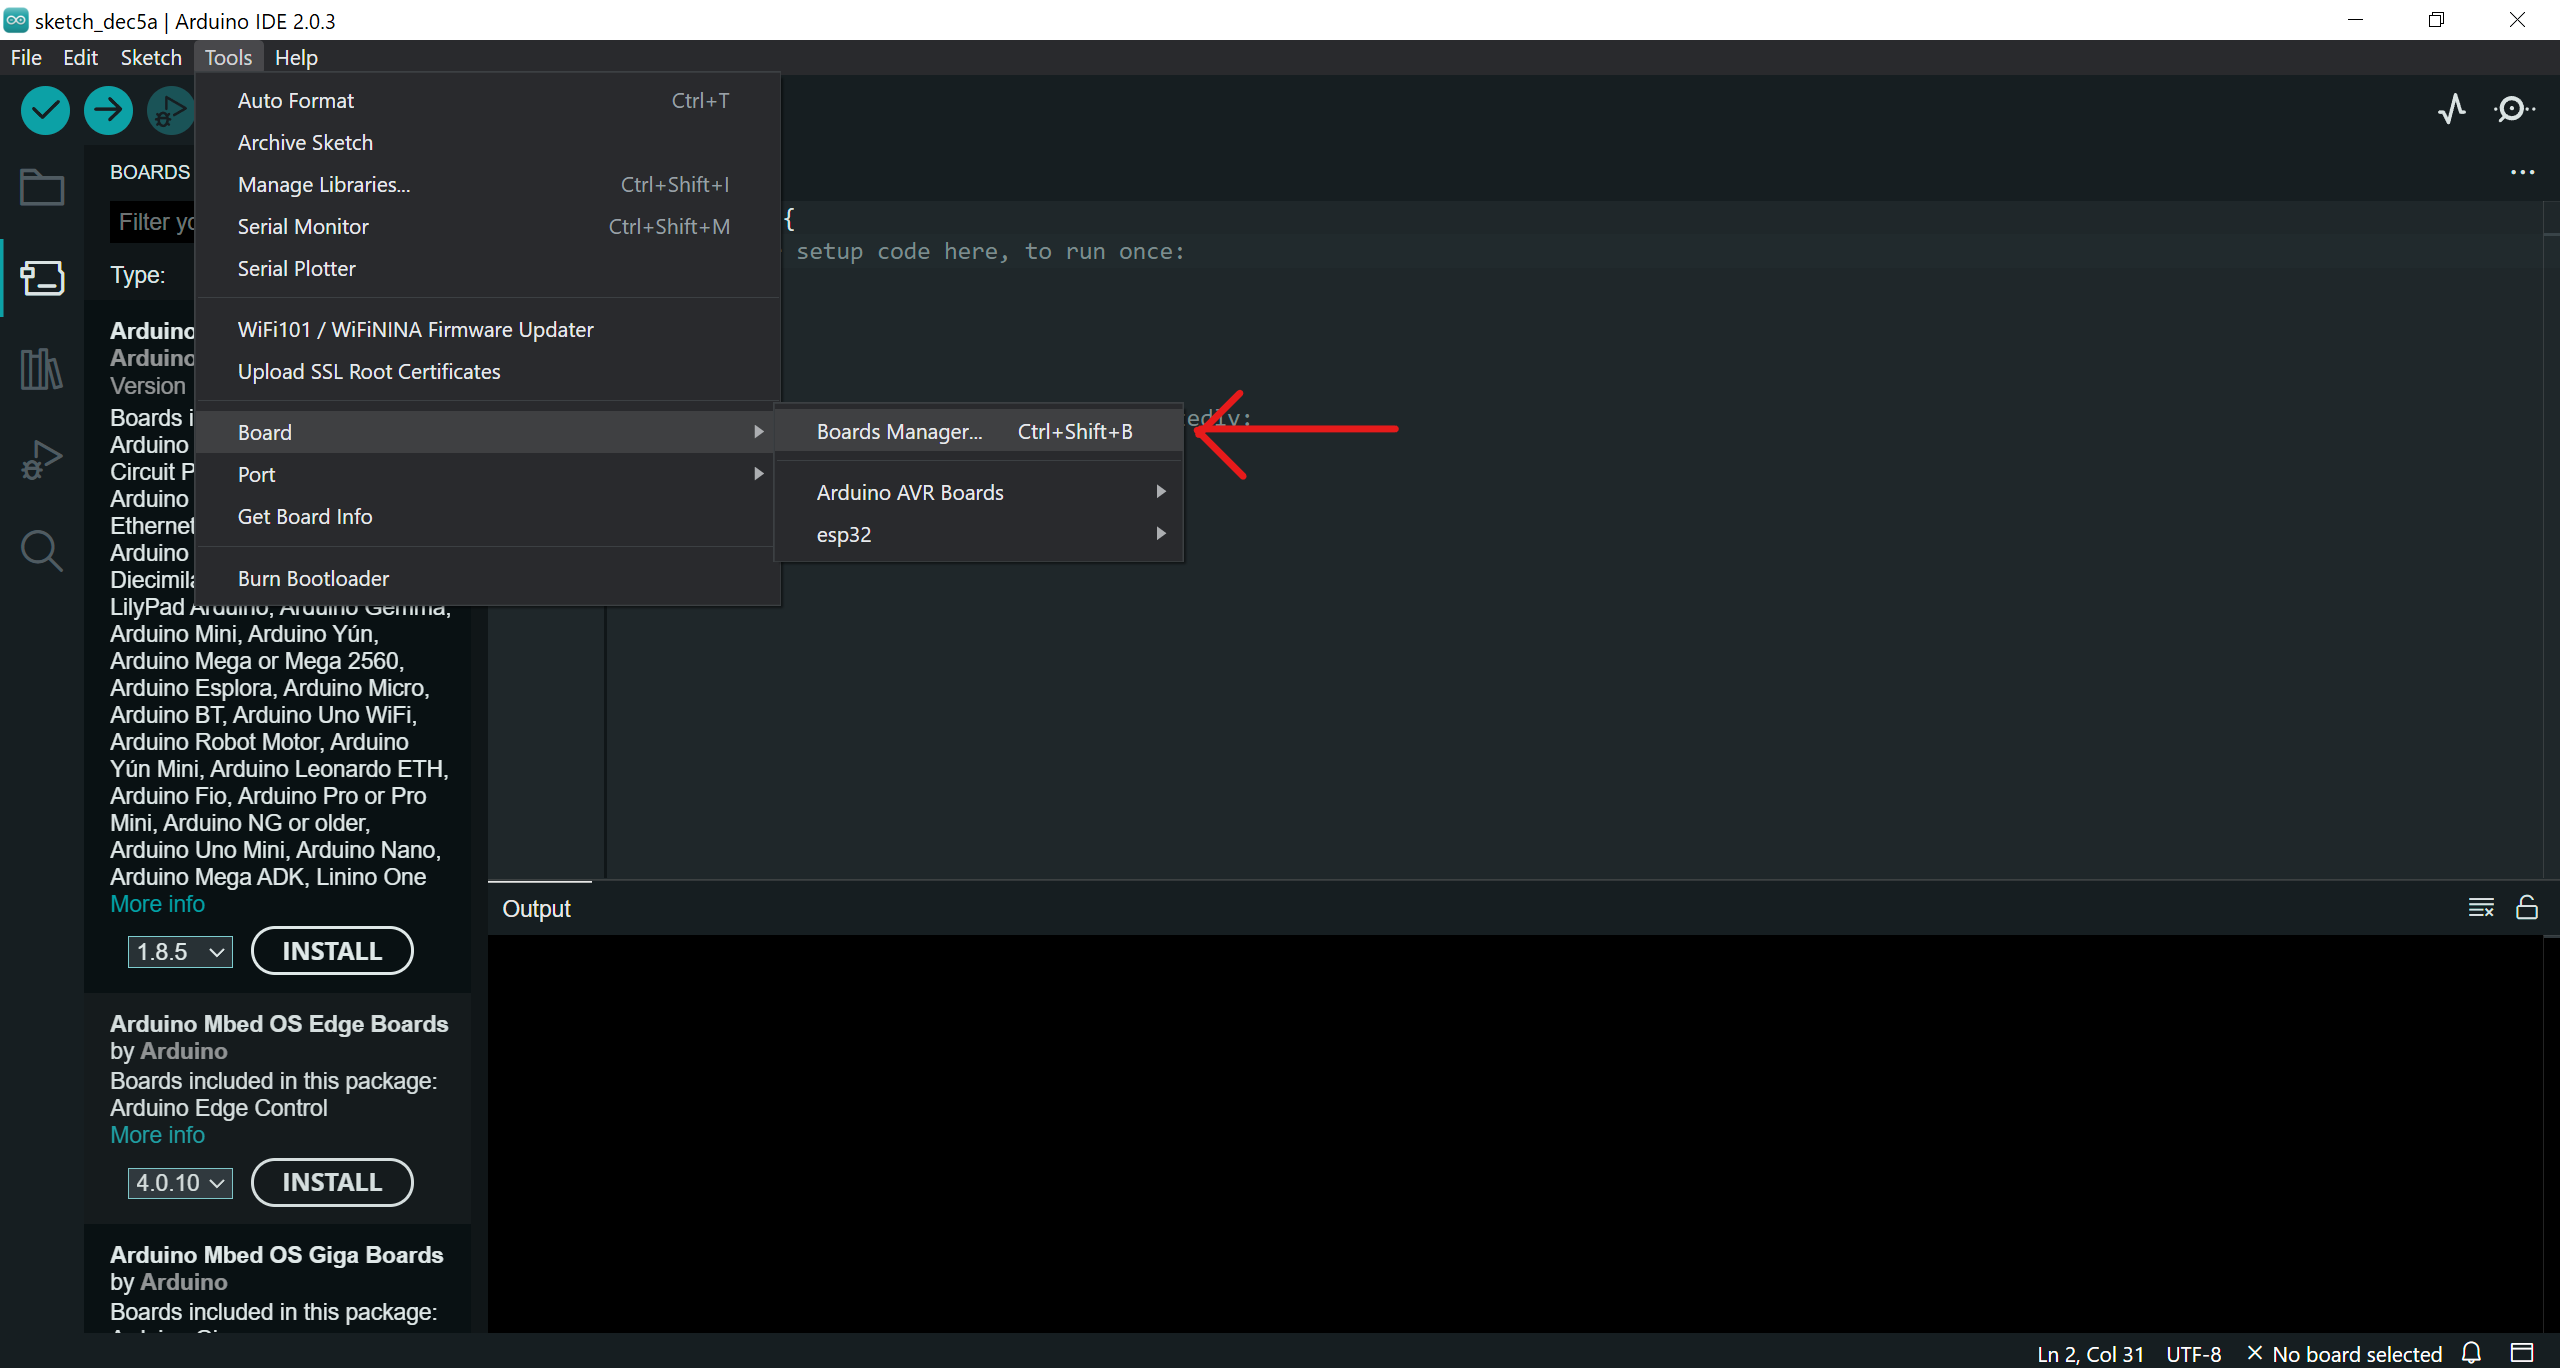 sketch_dec5a | Arduino IDE 2.0.3
File Edit Sketch Tools Help
Auto Format Ctrl+T
Archive Sketch
Manage Libraries... Ctrl+Shift+I
Serial Monitor Ctrl+Shift+M
Serial Plotter
WiFi101 / WiFiNINA Firmware Updater
Upload SSL Root Certificates
Board
Port
Get Board Info
Burn Bootloader
Boards Manager... Ctrl+Shift+B
Arduino AVR Boards
esp32
BOARDS
Filter
Type:
Arduino
Arduino
Version
Boards
Arduino
Circuit
Arduino
Ethernet
Arduino
LilyPad Arduino, Arduino Gemma,
Arduino Mini, Arduino Yún,
Arduino Mega or Mega 2560,
Arduino Esplora, Arduino Micro,
Arduino BT, Arduino Uno WiFi,
Arduino Robot Motor, Arduino
Yún Mini, Arduino Leonardo ETH,
Arduino Fio, Arduino Pro or Pro
Mini, Arduino NG or older,
Arduino Uno Mini, Arduino Nano,
Arduino Mega ADK, Linino One
More info
1.8.5 INSTALL
Arduino Mbed OS Edge Boards
by Arduino
Boards included in this package:
Arduino Edge Control
More info
4.0.10 INSTALL
Arduino Mbed OS Giga Boards
by Arduino
Boards included in this package:
{
setup code here, to run once:
Output
Ln 2, Col 31 UTF-8 × No board selected